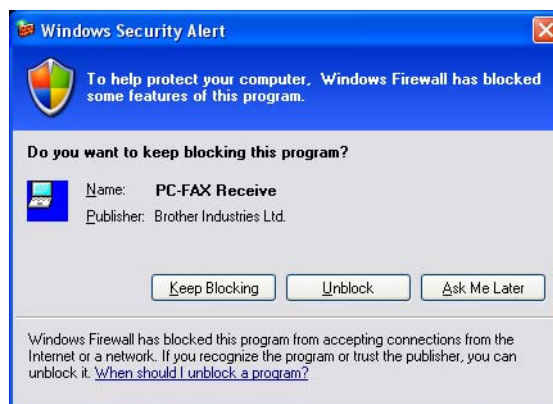 Windows Security Alert
To help protect your computer, Windows Firewall has blocked
some features of this program.
Do you want to keep blocking this program?
Name: PC-FAX Receive
Publisher: Brother Industries Ltd.
Keep Blocking Unblock Ask Me Later
Windows Firewall has blocked this program from accepting connections from the
Internet or a network. If you recognize the program or trust the publisher, you can
unblock it. When should I unblock a program?